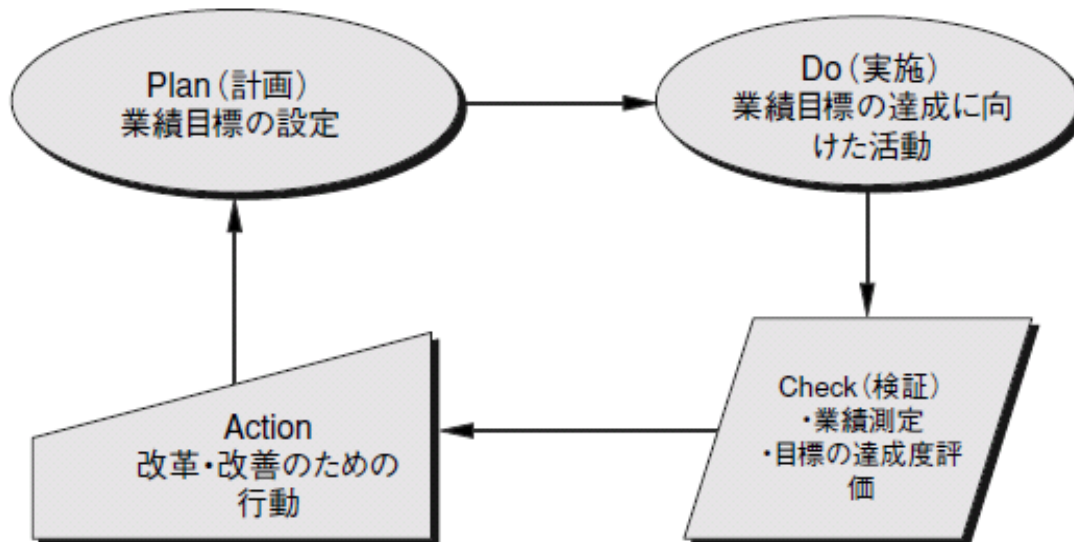 Plan（計画）
業績目標の設定
Do（実施）
業績目標の達成に向
けた活動
Check（検証）
・業績測定
・目標の達成度評
価
Action
改革・改善のための
行動